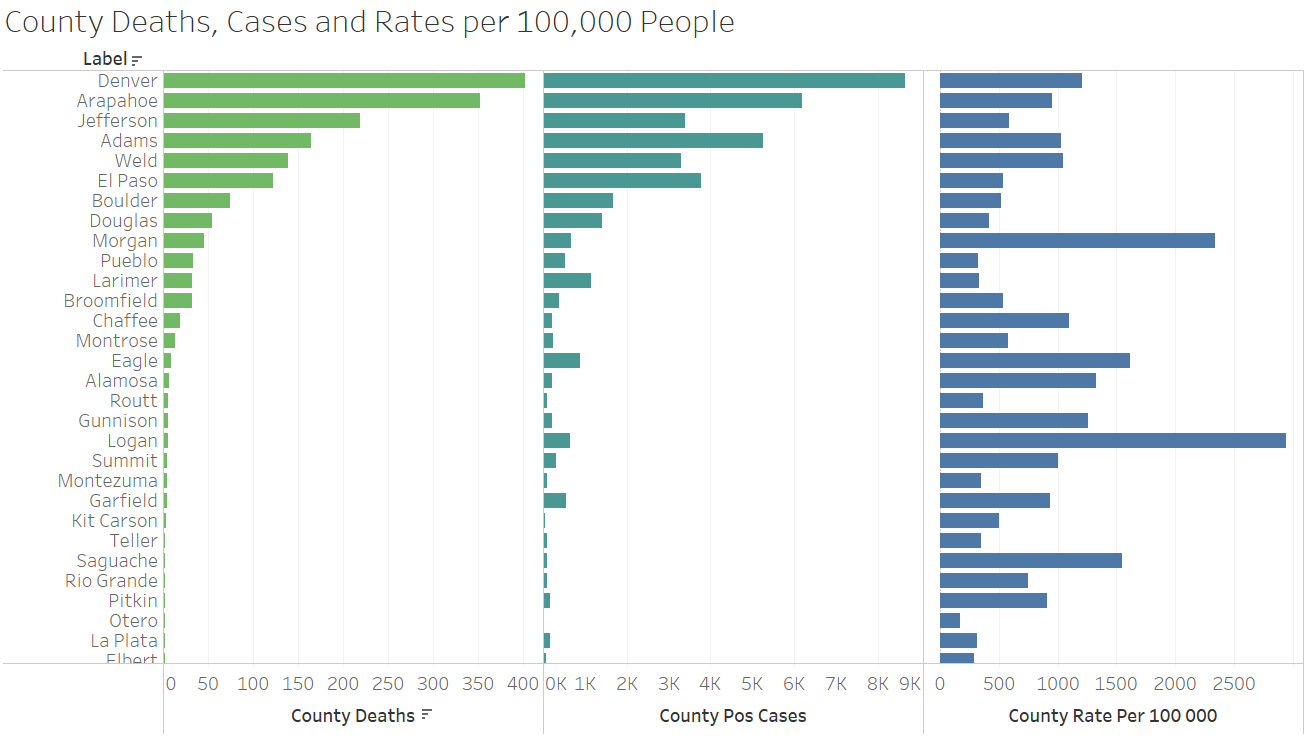 County Deaths, Cases and Rates per 100,000 People
Label
Denver
Arapahoe
Jefferson
Adams
Weld
El Paso
Boulder
Douglas
Morgan
Pueblo
Larimer
Broomfield
Chaffee
Montrose
Eagle
Alamosa
Routt
Gunnison
Logan
Summit
Montezuma
Garfield
Kit Carson
Teller
Saguache
Rio Grande
Pitkin
Otero
La Plata
Elbert
0 50 100 150 200 250 300 350 400 0K 1K 2K 3K 4K 5K 6K 7K 8K 9K 0 500 1000 1500 2000 2500
County Deaths County Pos Cases County Rate Per 100 000